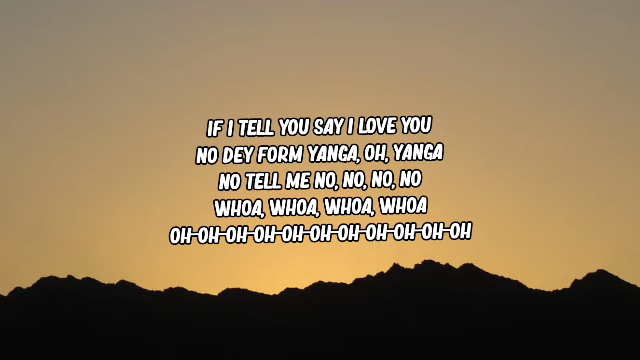 IF I TELL YOU SAY I LOVE YOU
NO DEY FORM YANGA, OH, YANGA
NO TELL ME NO, NO, NO, NO
WHOA, WHOA, WHOA, WHOA
OH-OH-OH-OH-OH-OH-OH-OH-OH-OH-OH